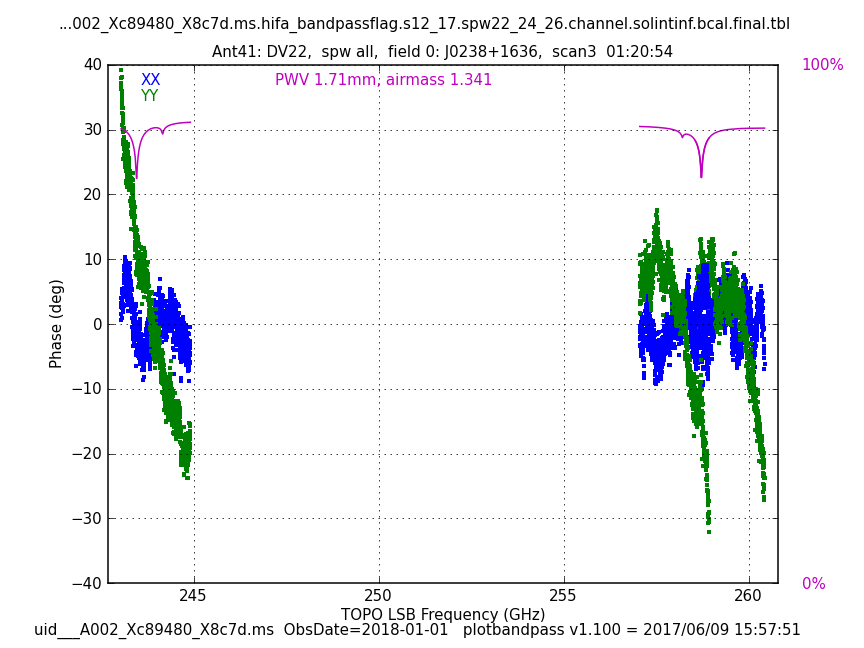 ...002_Xc89480_X8c7d.ms.hifa_bandpassflag.s12_17.spw22_24_26.channel.solintinf.bcal.final.tbl
Ant41: DV22, spw all, field 0: J0238+1636, scan3 01:20:54
XX
YY
PWV 1.71mm, airmass 1.341
100%
0%
40
30
20
10
0
−10
−20
−30
−40
Phase (deg)
245
250
255
260
TOPO LSB Frequency (GHz)
uid___A002_Xc89480_X8c7d.ms ObsDate=2018-01-01 plotbandpass v1.100 = 2017/06/09 15:57:51